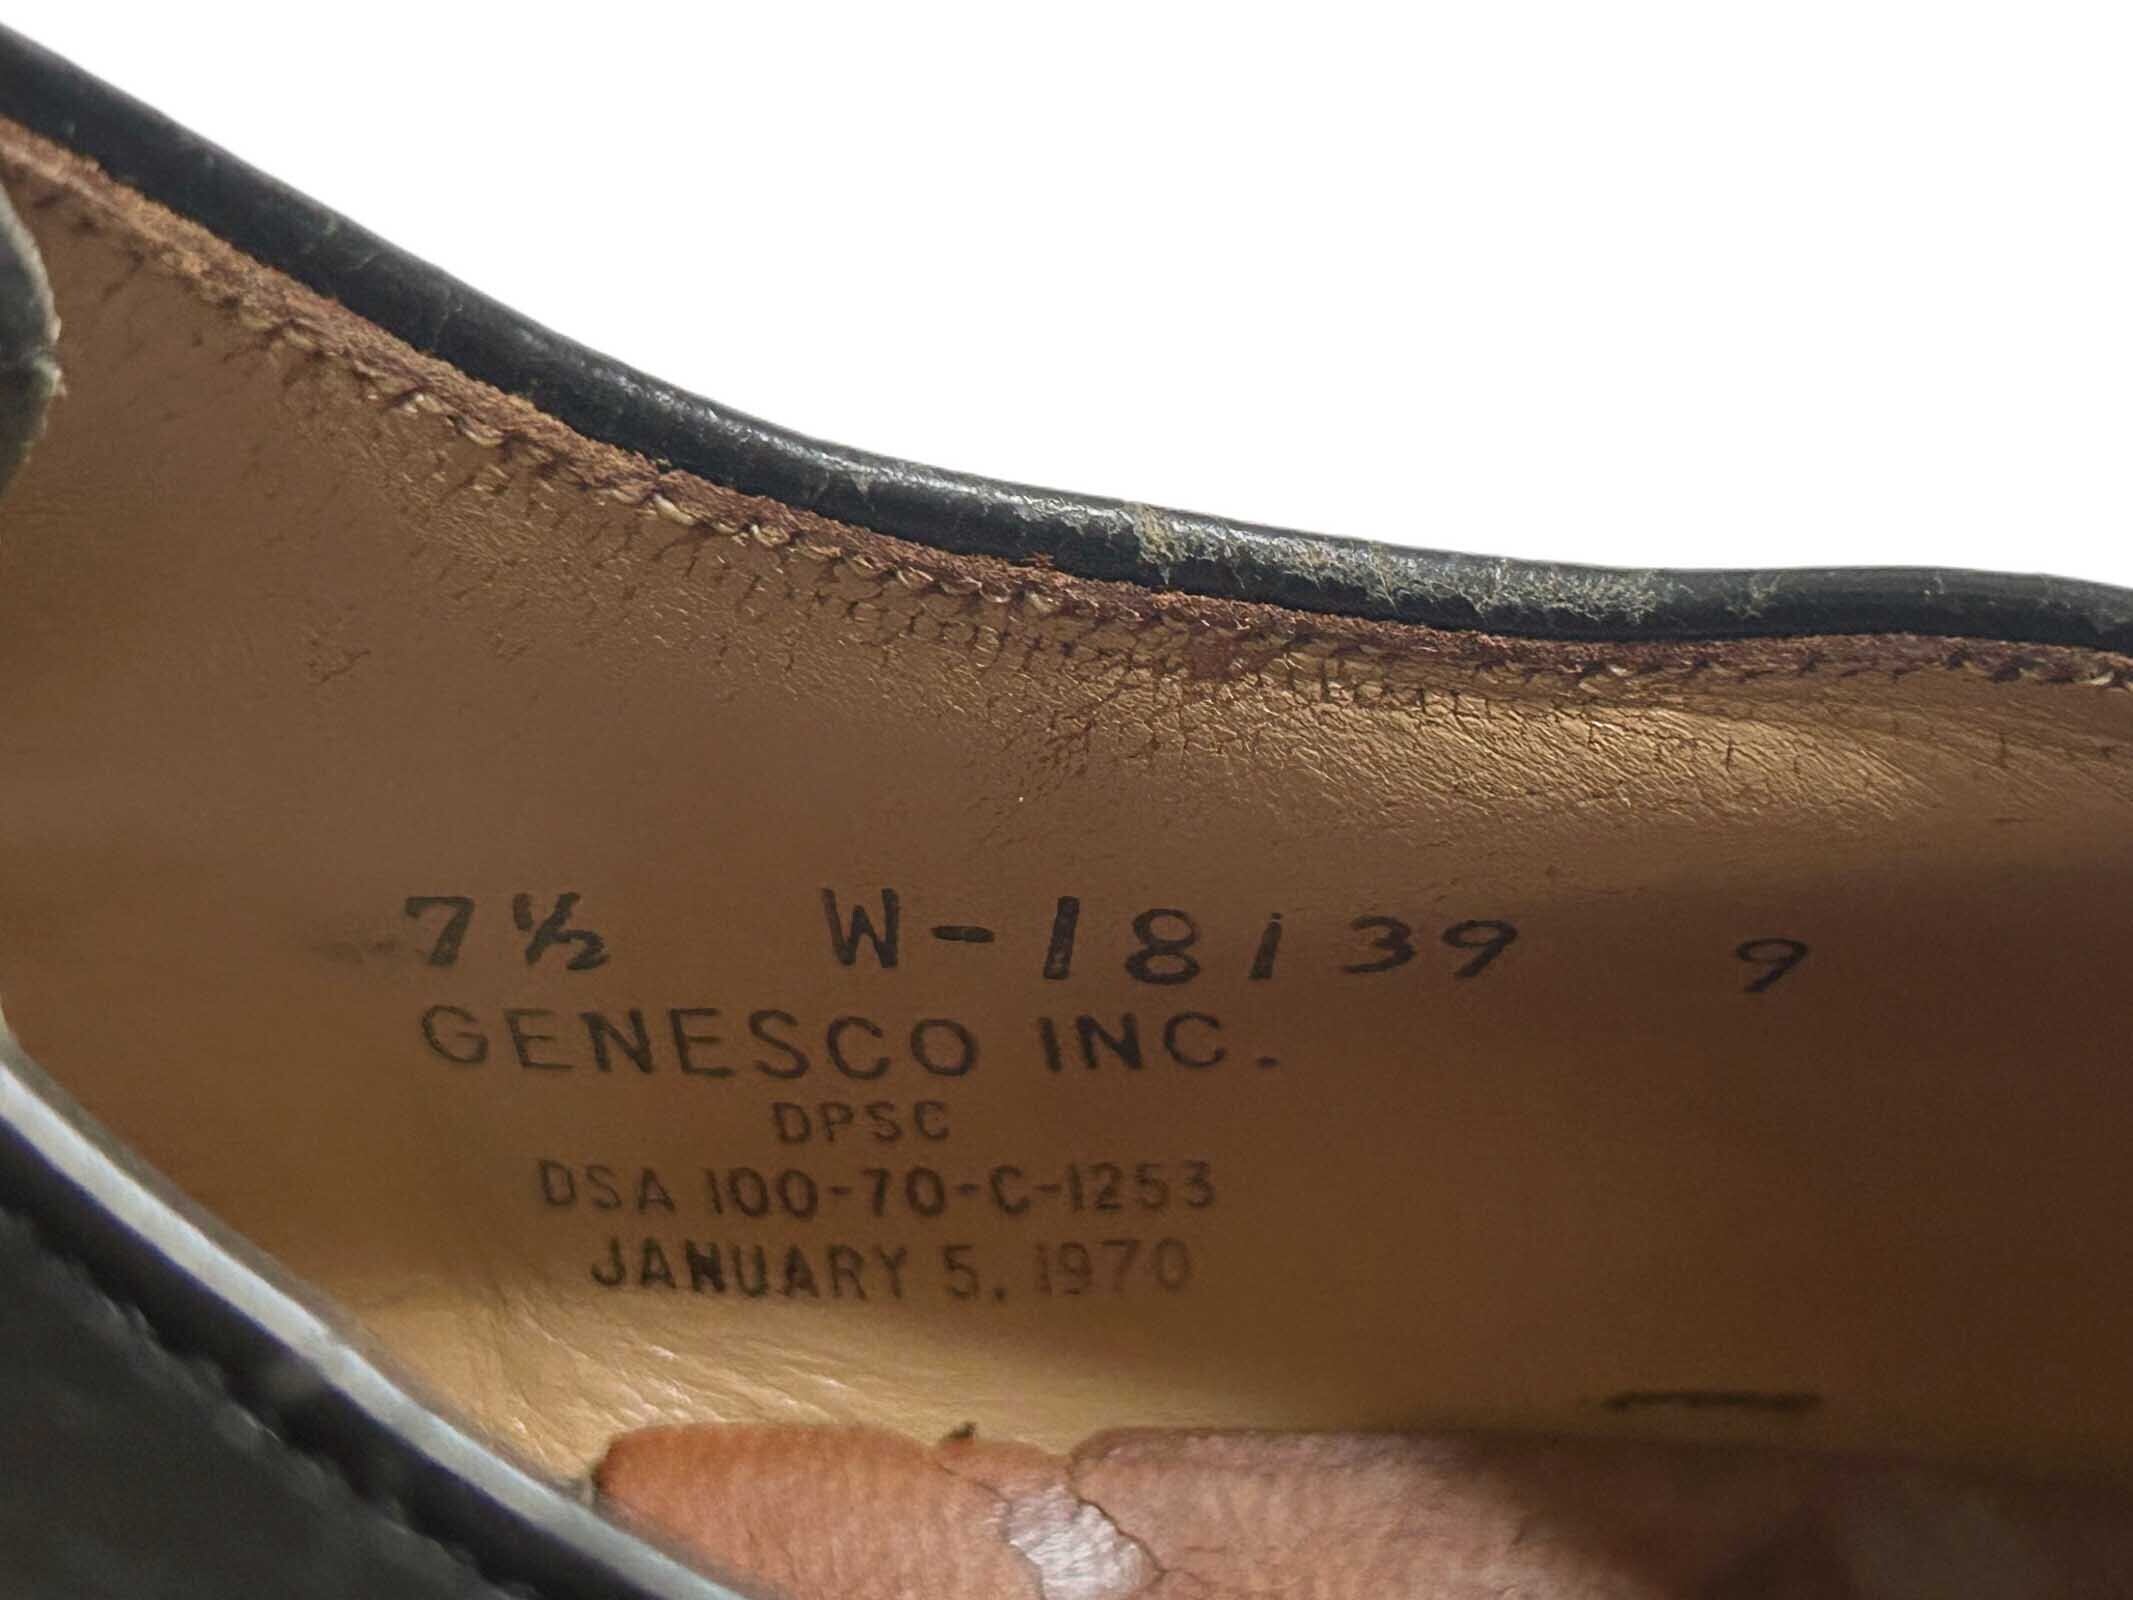 7½ W-18139 9
GENESCO INC.
DPSC
DSA 100-70-C-1253
JANUARY 5, 1970